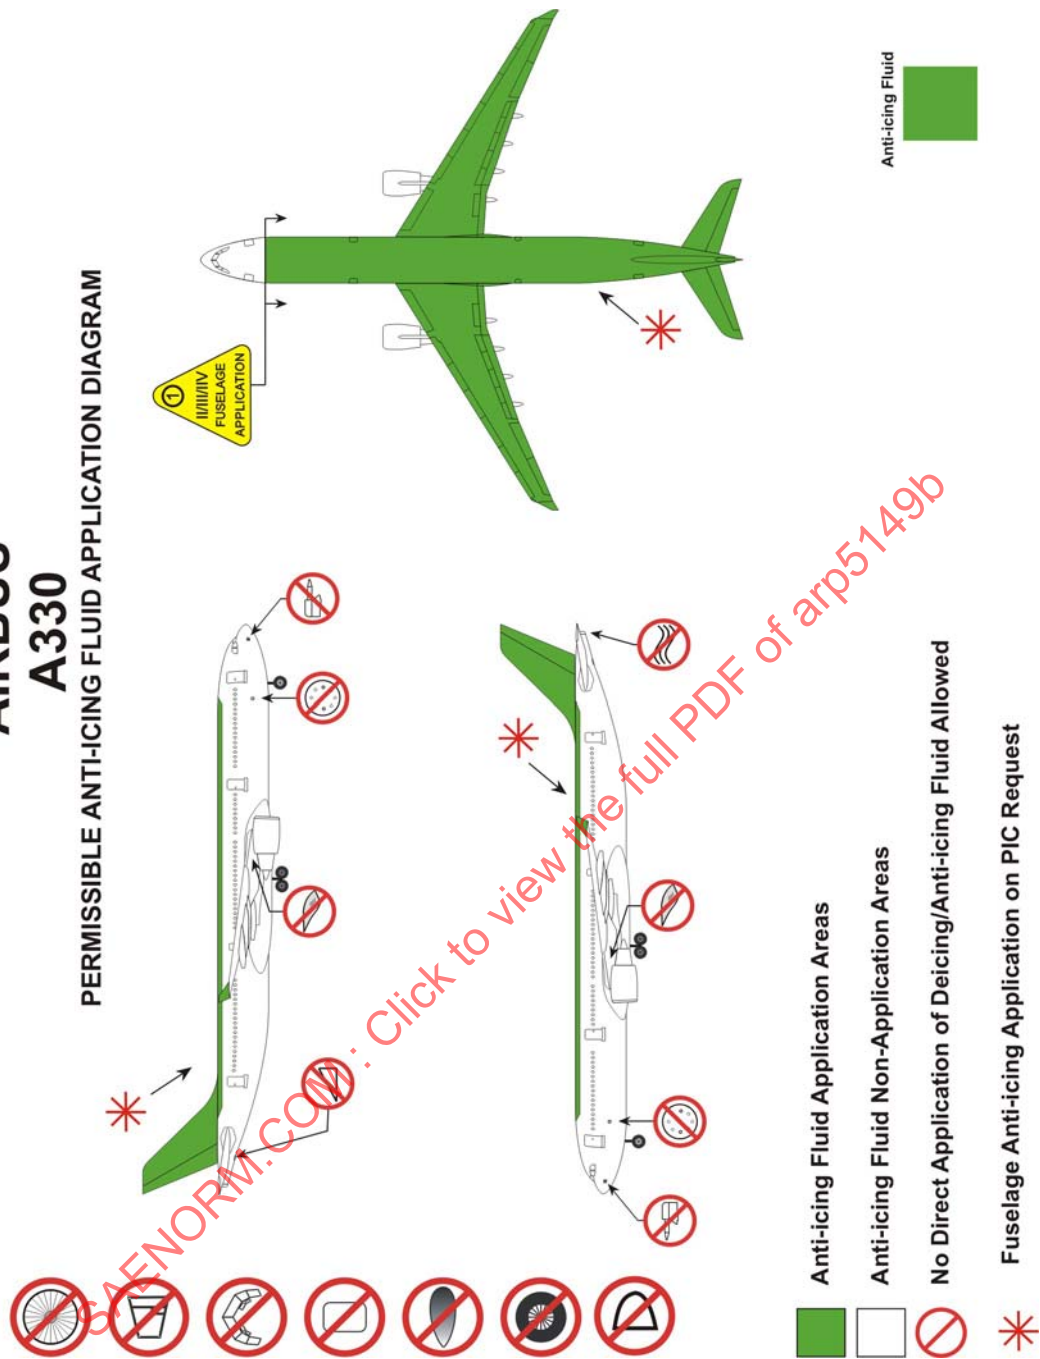 AIRBUS
A330
PERMISSIBLE ANTI-ICING FLUID APPLICATION DIAGRAM
1
II/III/IV
FUSELAGE
APPLICATION
Anti-icing Fluid
Anti-icing Fluid Application Areas
Anti-icing Fluid Non-Application Areas
No Direct Application of Deicing/Anti-icing Fluid Allowed
Fuselage Anti-icing Application on PIC Request
SAENORM.COM : Click to view the full PDF of arp5149b